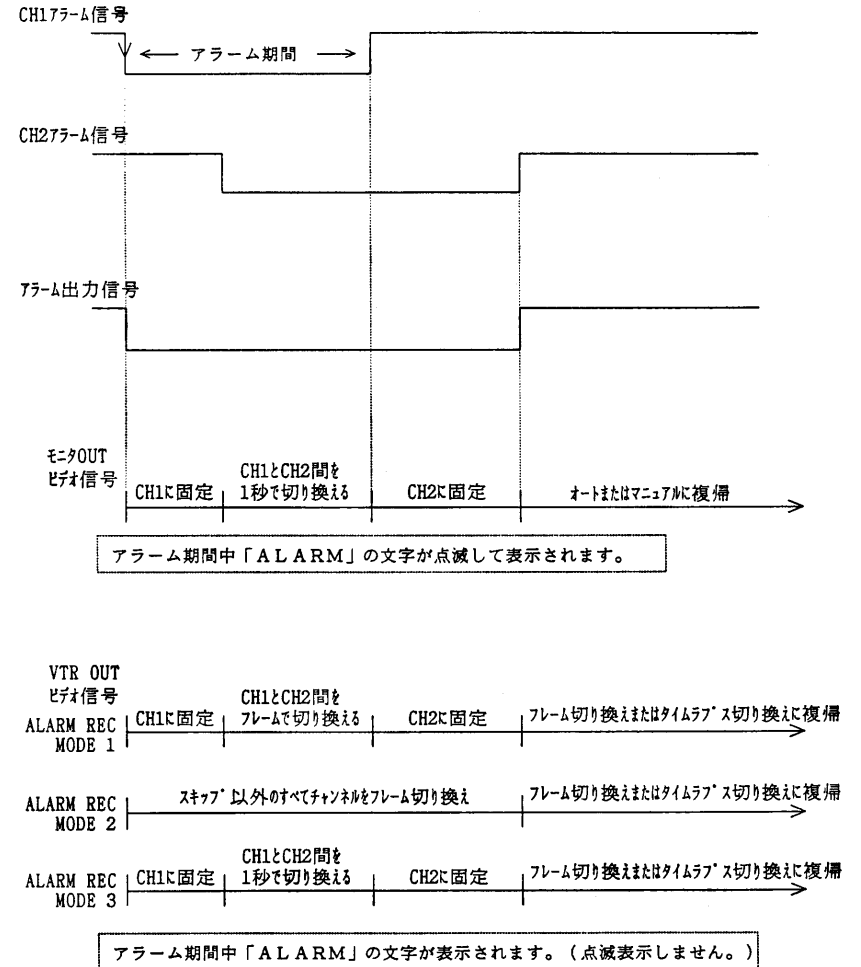 CH1アラーム信号
アラーム期間
CH2アラーム信号
アラーム出力信号
モニタOUT
ビデオ信号
CH1に固定
CH1とCH2間を
1秒で切り換える
CH2に固定
オートまたはマニュアルに復帰
アラーム期間中「ALARM」の文字が点滅して表示されます。
VTR OUT
ビデオ信号
ALARM REC
MODE 1
CH1に固定
CH1とCH2間を
フレームで切り換える
CH2に固定
フレーム切り換えまたはタイムラプス切り換えに復帰
ALARM REC
MODE 2
スキップ以外のすべてチャンネルをフレーム切り換え
フレーム切り換えまたはタイムラプス切り換えに復帰
ALARM REC
MODE 3
CH1に固定
CH1とCH2間を
1秒で切り換える
CH2に固定
フレーム切り換えまたはタイムラプス切り換えに復帰
アラーム期間中「ALARM」の文字が表示されます。(点滅表示しません。)